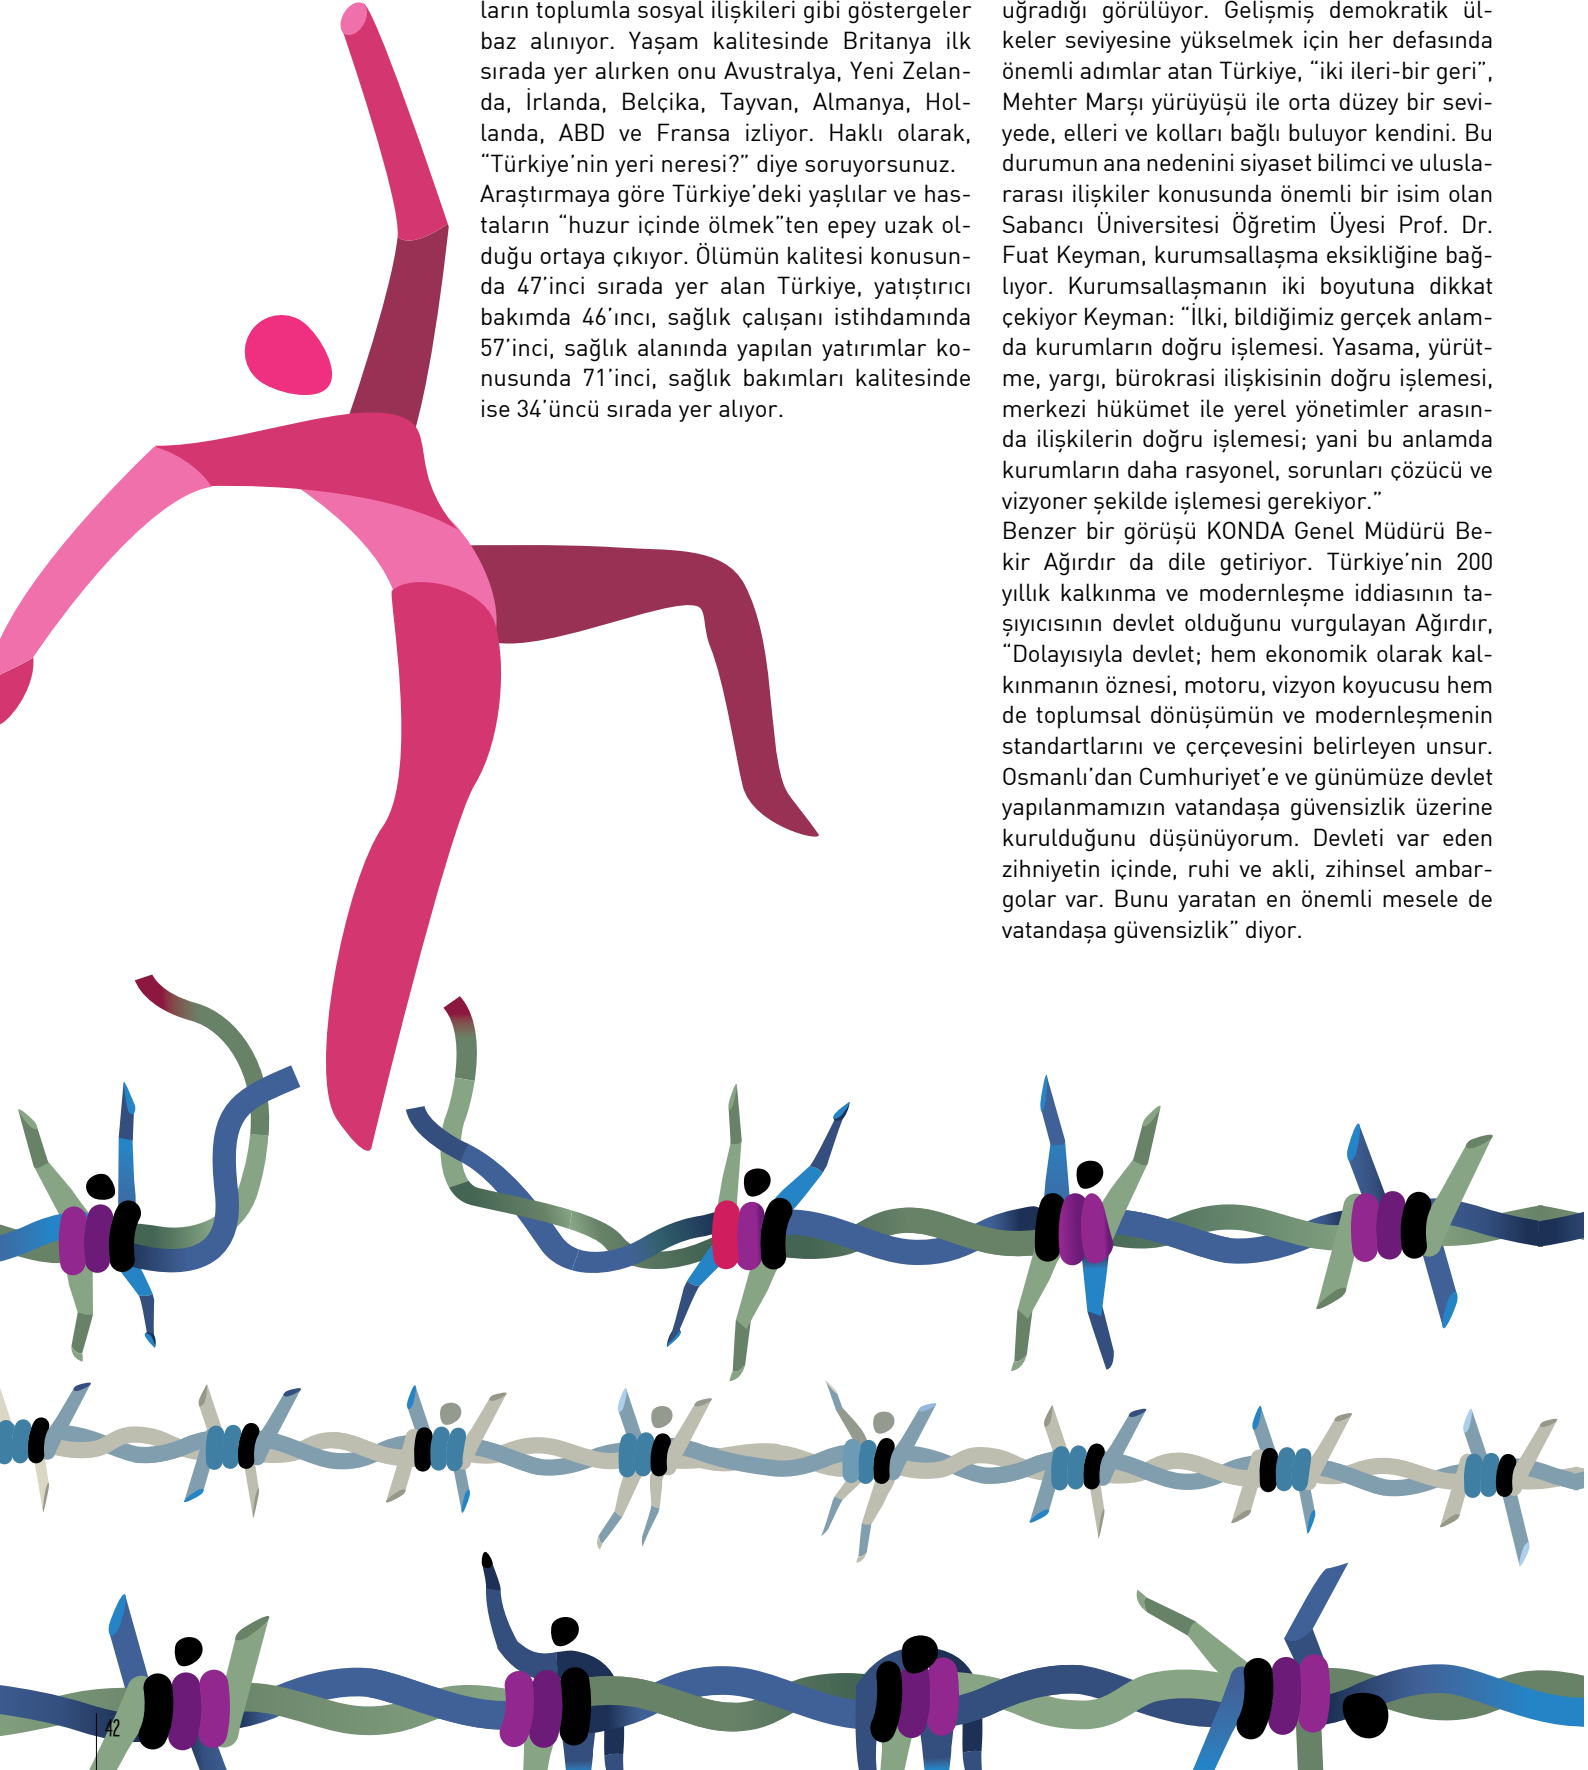 ların toplumla sosyal ilişkileri gibi göstergeler
baz alınıyor. Yaşam kalitesinde Britanya ilk
sırada yer alırken onu Avustralya, Yeni Zelan-
da, İrlanda, Belçika, Tayvan, Almanya, Hol-
landa, ABD ve Fransa izliyor. Haklı olarak,
“Türkiye’nin yeri neresi?” diye soruyorsunuz.
Araştırmaya göre Türkiye’deki yaşlılar ve has-
taların “huzur içinde ölmek”ten epey uzak ol-
duğu ortaya çıkıyor. Ölümün kalitesi konusun-
da 47’inci sırada yer alan Türkiye, yatıştırıcı
bakımda 46’ıncı, sağlık çalışanı istihdamında
57’inci, sağlık alanında yapılan yatırımlar ko-
nusunda 71’inci, sağlık bakımları kalitesinde
ise 34’üncü sırada yer alıyor.
uğradığı görülüyor. Gelişmiş demokratik ül-
keler seviyesine yükselmek için her defasında
önemli adımlar atan Türkiye, “iki ileri-bir geri”,
Mehter Marşı yürüyüşü ile orta düzey bir sevi-
yede, elleri ve kolları bağlı buluyor kendini. Bu
durumun ana nedenini siyaset bilimci ve ulusla-
rarası ilişkiler konusunda önemli bir isim olan
Sabancı Üniversitesi Öğretim Üyesi Prof. Dr.
Fuat Keyman, kurumsallaşma eksikliğine bağ-
lıyor. Kurumsallaşmanın iki boyutuna dikkat
çekiyor Keyman: “İlki, bildiğimiz gerçek anlam-
da kurumların doğru işlemesi. Yasama, yürüt-
me, yargı, bürokrasi ilişkisinin doğru işlemesi,
merkezi hükümet ile yerel yönetimler arasın-
da ilişkilerin doğru işlemesi; yani bu anlamda
kurumların daha rasyonel, sorunları çözücü ve
vizyoner şekilde işlemesi gerekiyor.”
Benzer bir görüşü KONDA Genel Müdürü Be-
kir Ağırdır da dile getiriyor. Türkiye’nin 200
yıllık kalkınma ve modernleşme iddiasının ta-
şıyıcısının devlet olduğunu vurgulayan Ağırdır,
“Dolayısıyla devlet; hem ekonomik olarak kal-
kınmanın öznesi, motoru, vizyon koyucusu hem
de toplumsal dönüşümün ve modernleşmenin
standartlarını ve çerçevesini belirleyen unsur.
Osmanlı’dan Cumhuriyet’e ve günümüze devlet
yapılanmamızın vatandaşa güvensizlik üzerine
kurulduğunu düşünüyorum. Devleti var eden
zihniyetin içinde, ruhi ve akli, zihinsel ambar-
golar var. Bunu yaratan en önemli mesele de
vatandaşa güvensizlik” diyor.
42